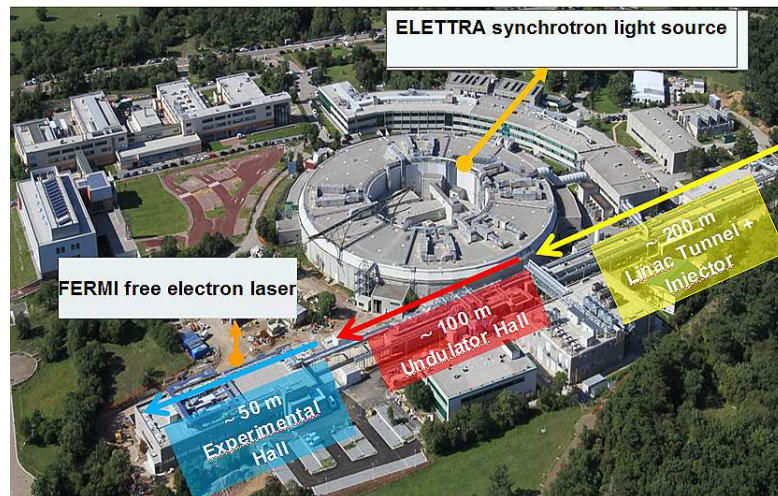 ELETTRA synchrotron light source
~ 200 m
Linac Tunnel +
Injector
FERMI free electron laser
~ 100 m
Undulator Hall
~ 50 m
Experimental
Hall